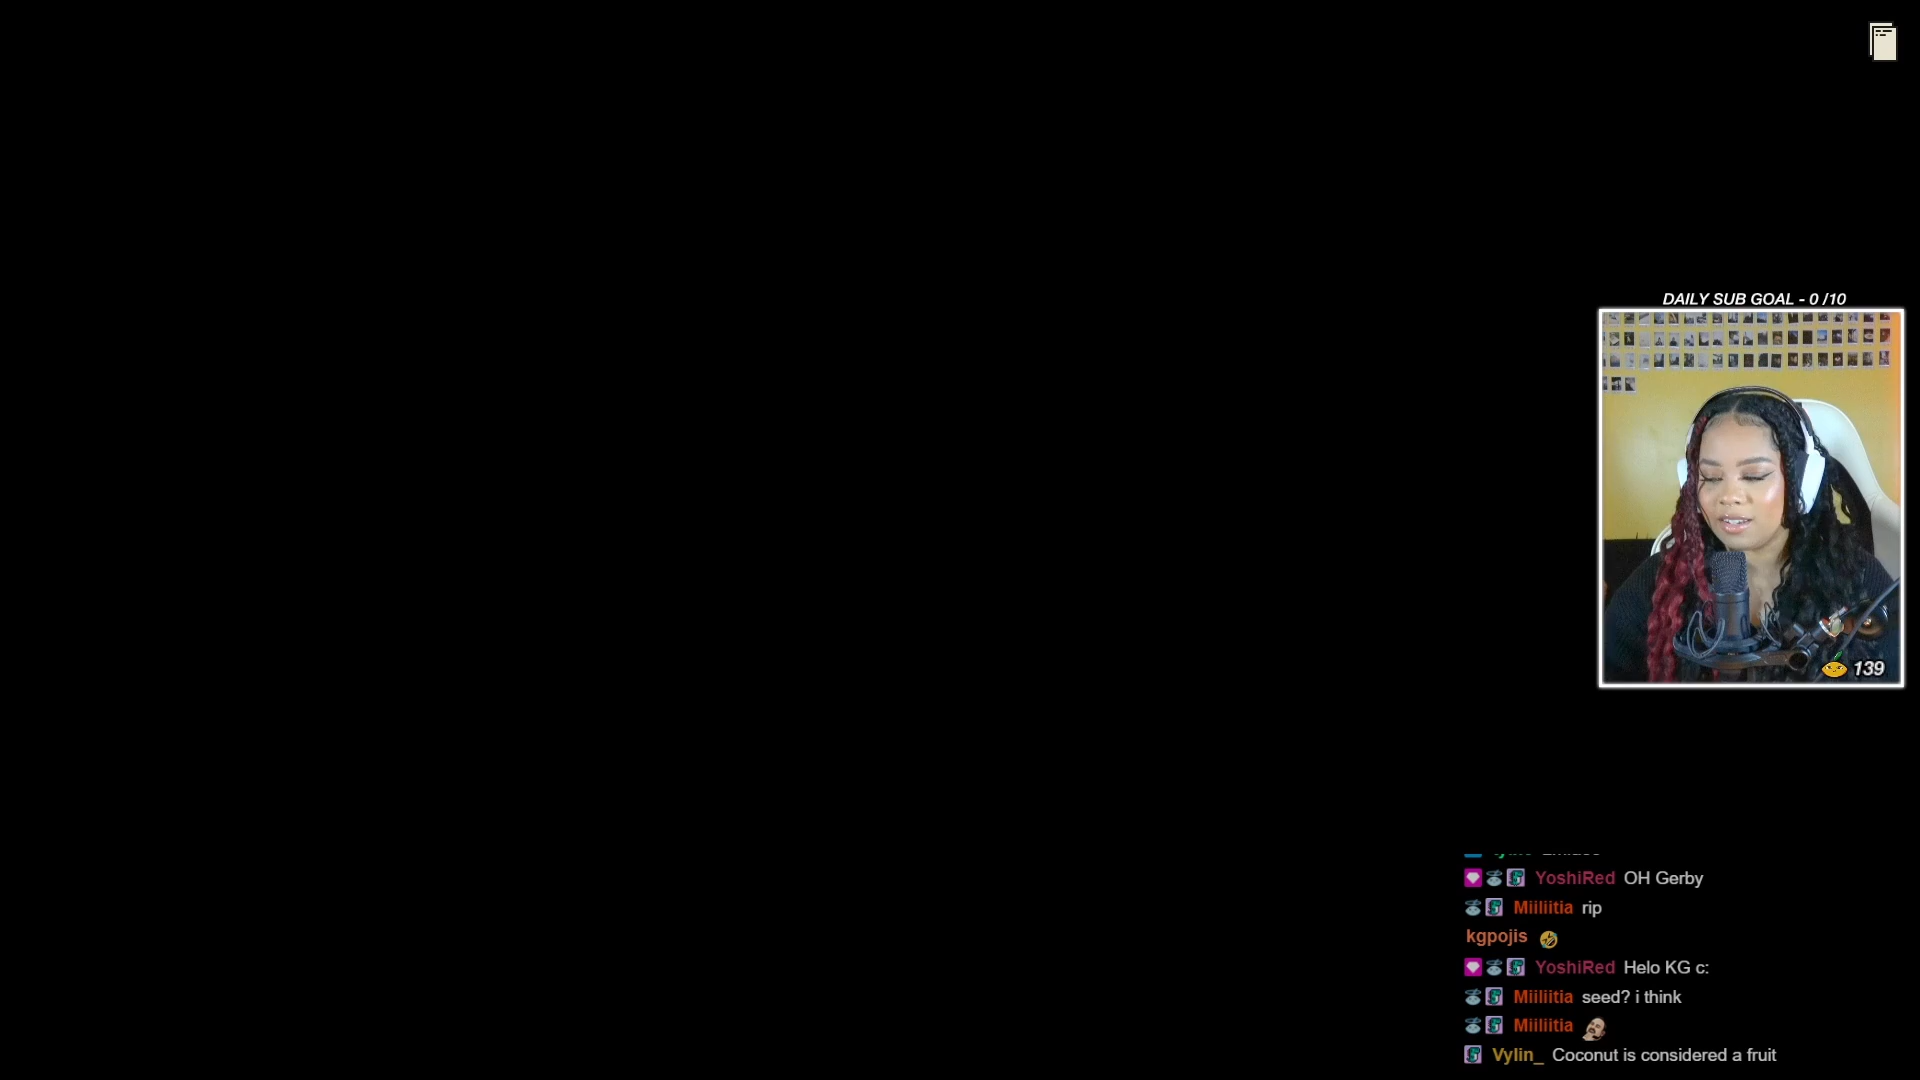 DAILY SUB GOAL - 0 /10
139
YoshiRed OH Gerby
Miiliitia rip
kgpojis
YoshiRed Helo KG c:
Miiliitia seed? i think
Miiliitia
Vylin_ Coconut is considered a fruit